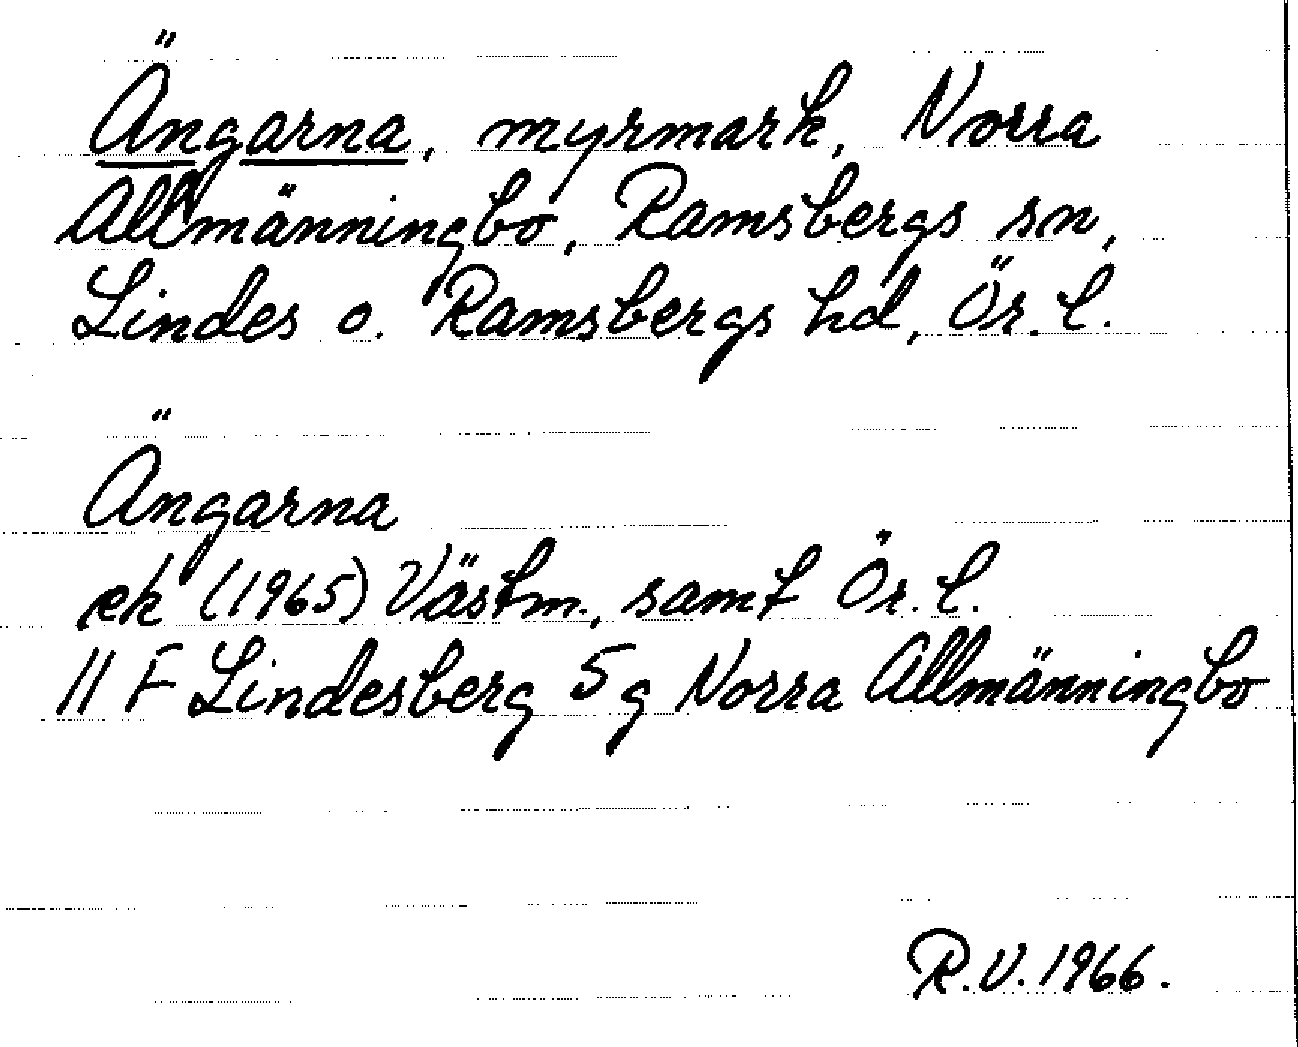 Ängarna, myrmark, Norra
Allmänningbo, Ramsbergs sn,
Lindes o. Ramsbergs hd, Ör. l.
Ängarna
ek (1965) Västm., samt Ör. l.
11 F Lindesberg 5 g Norra Allmänningbo
R.V. 1966.